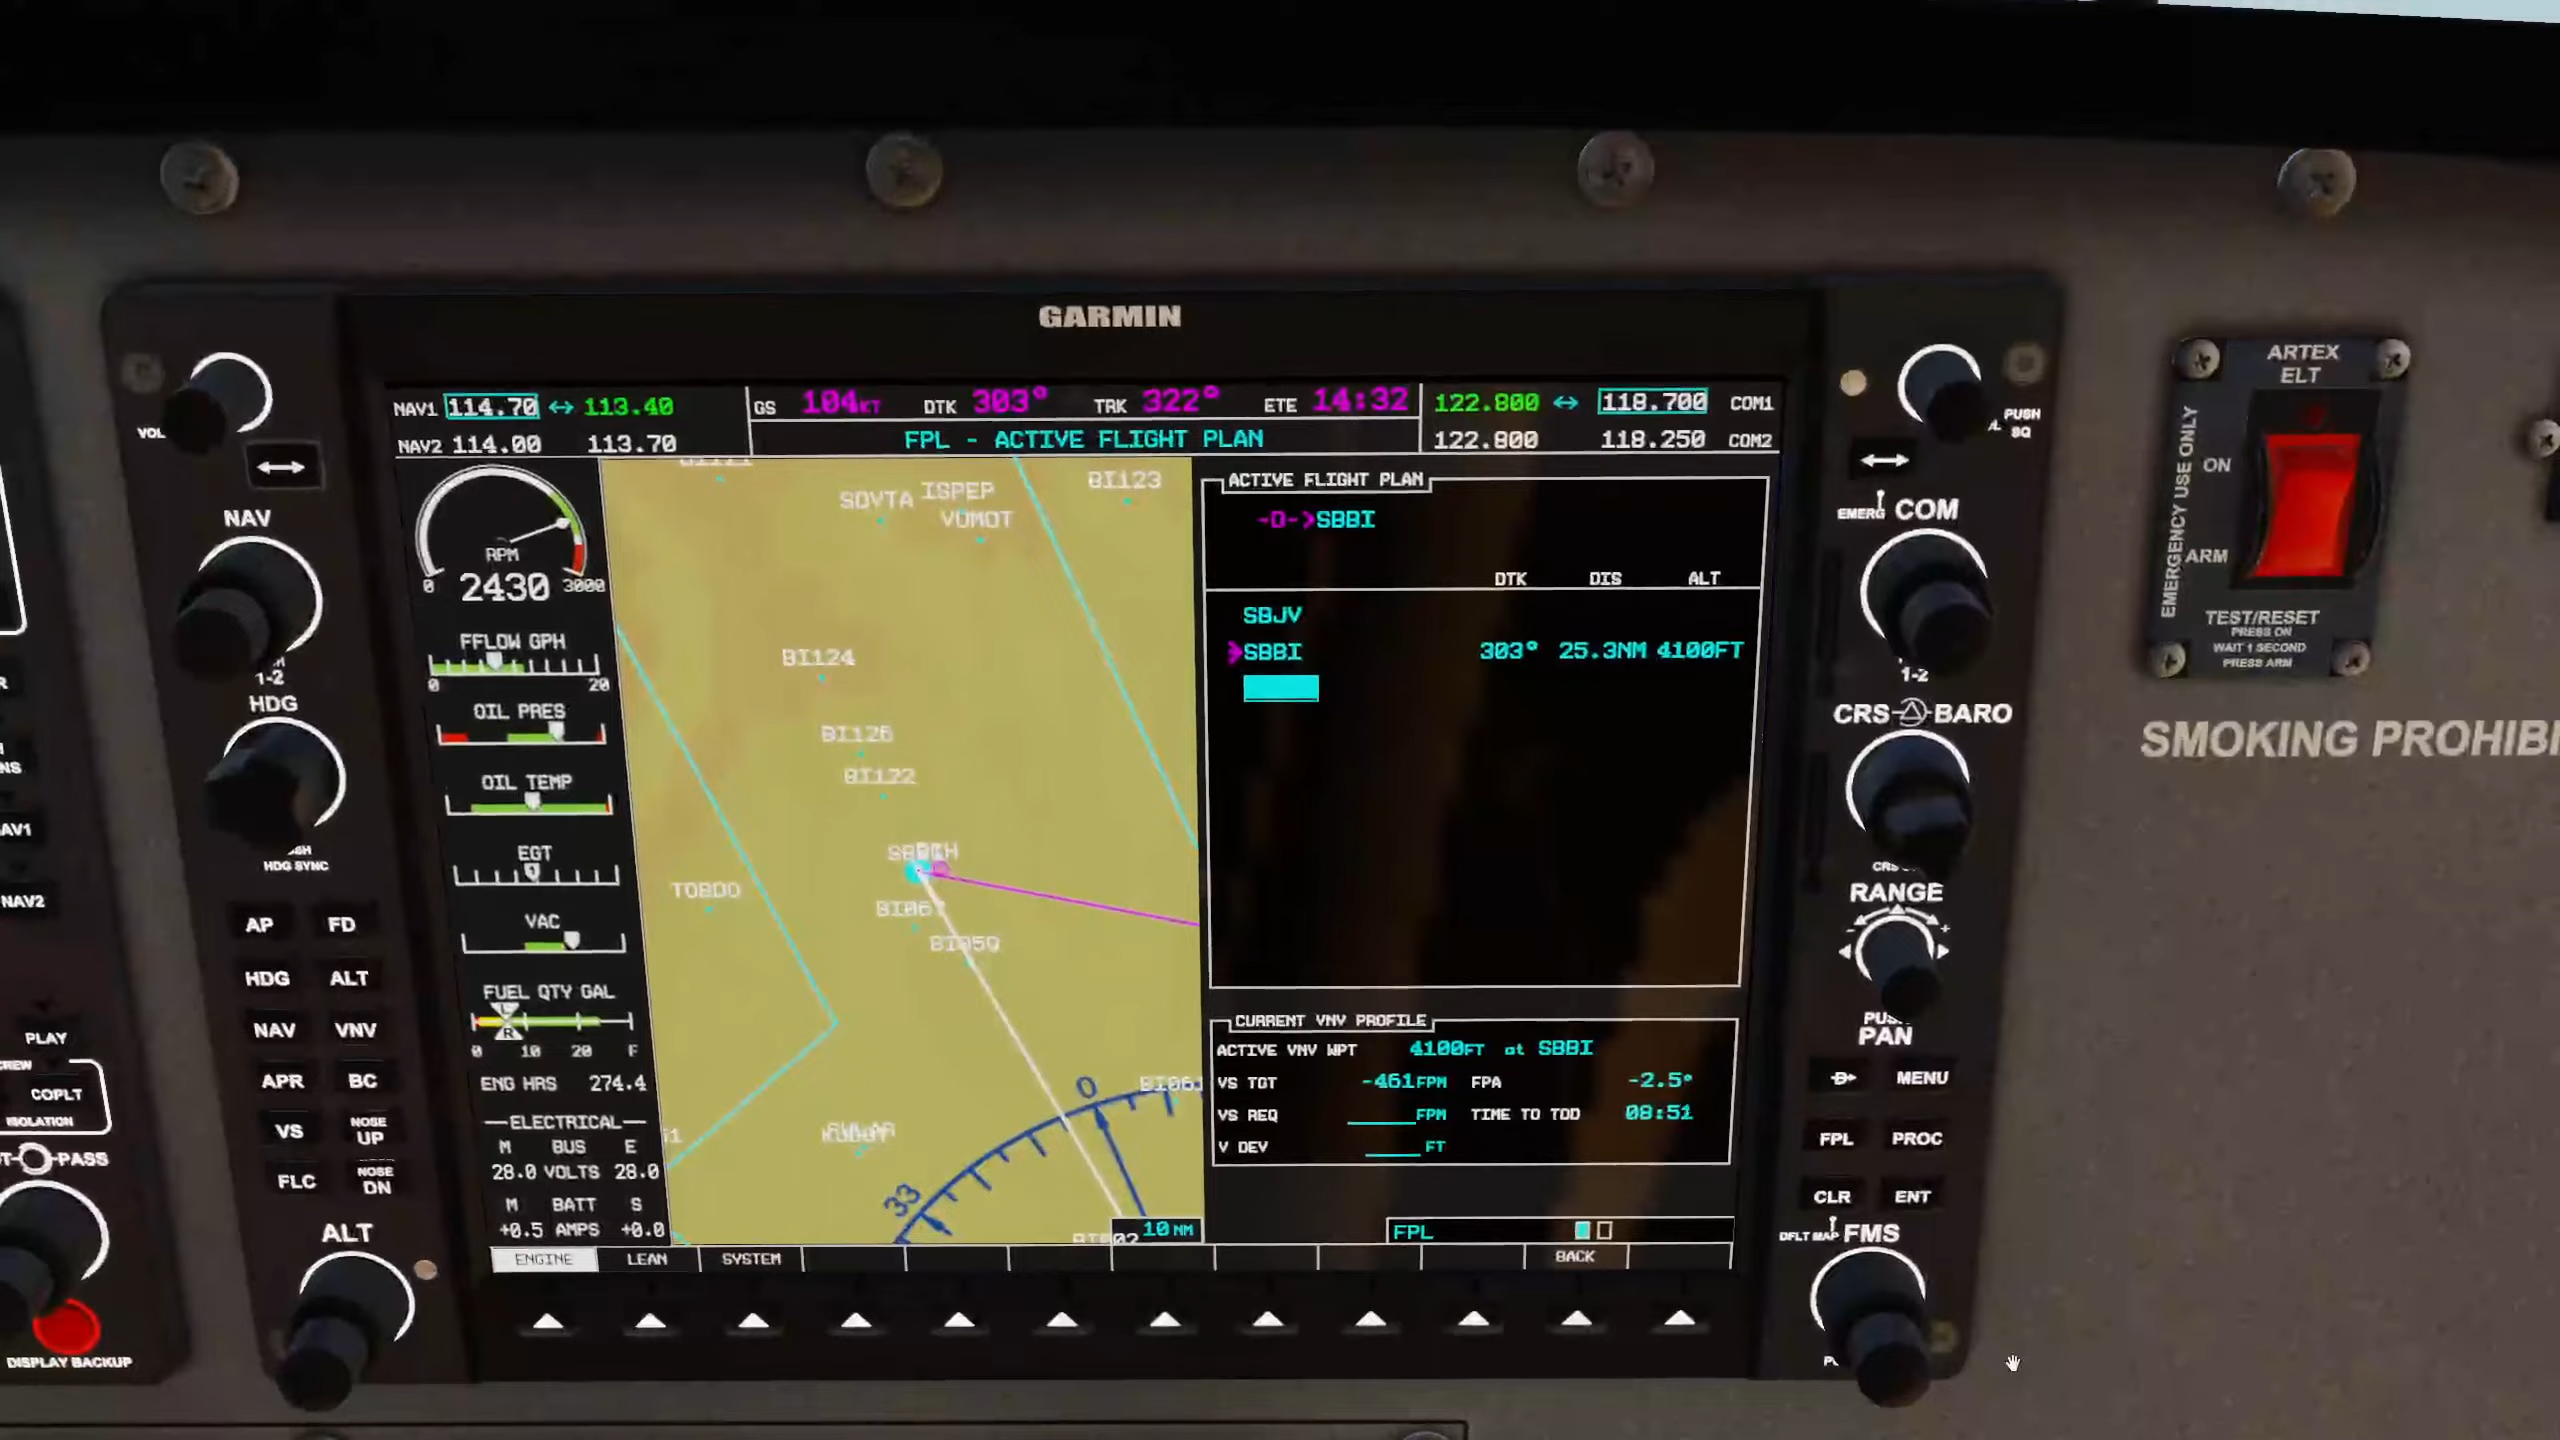 GARMIN
NAV1 114.70 ↔ 113.40
NAV2 114.00 113.70
GS 104KT DTK 303° TRK 322° ETE 14:32
FPL - ACTIVE FLIGHT PLAN
122.800 ↔ 118.700 COM1
122.800 118.250 COM2
VOL
PUSH
SQ
NAV
1-2
HDG
HDG SYNC
AP FD
HDG ALT
NAV VNV
APR BC
VS NOSE UP
FLC NOSE DN
ALT
RPM
2430
0 3000
FFLOW GPH
0 20
OIL PRES
OIL TEMP
EGT
VAC
FUEL QTY GAL
L
R
0 10 20 F
ENG HRS 274.4
ELECTRICAL
M BUS E
28.0 VOLTS 28.0
M BATT S
+0.5 AMPS +0.0
SOVTA
ISPEP
VUMOT
BI123
BI124
BI126
BI122
TOBDO
BI059
33
0
10NM
ACTIVE FLIGHT PLAN
-D->SBBI
DTK DIS ALT
SBJV
SBBI 303° 25.3NM 4100FT
CURRENT VNV PROFILE
ACTIVE VNV WPT 4100FT at SBBI
VS TGT -461FPM FPA -2.5°
VS REQ FPM TIME TO TOD 08:51
V DEV FT
FPL
ENGINE LEAN SYSTEM BACK
EMERG COM
1-2
CRS BARO
RANGE
- +
PAN
D MENU
FPL PROC
CLR ENT
DFLT MAP FMS
ARTEX
ELT
EMERGENCY USE ONLY
ON
ARM
TEST/RESET
PRESS ON
WAIT 1 SECOND
PRESS ARM
SMOKING PROHIBI
NAV2
PLAY
COPLT
ISOLATION
PASS
DISPLAY BACKUP